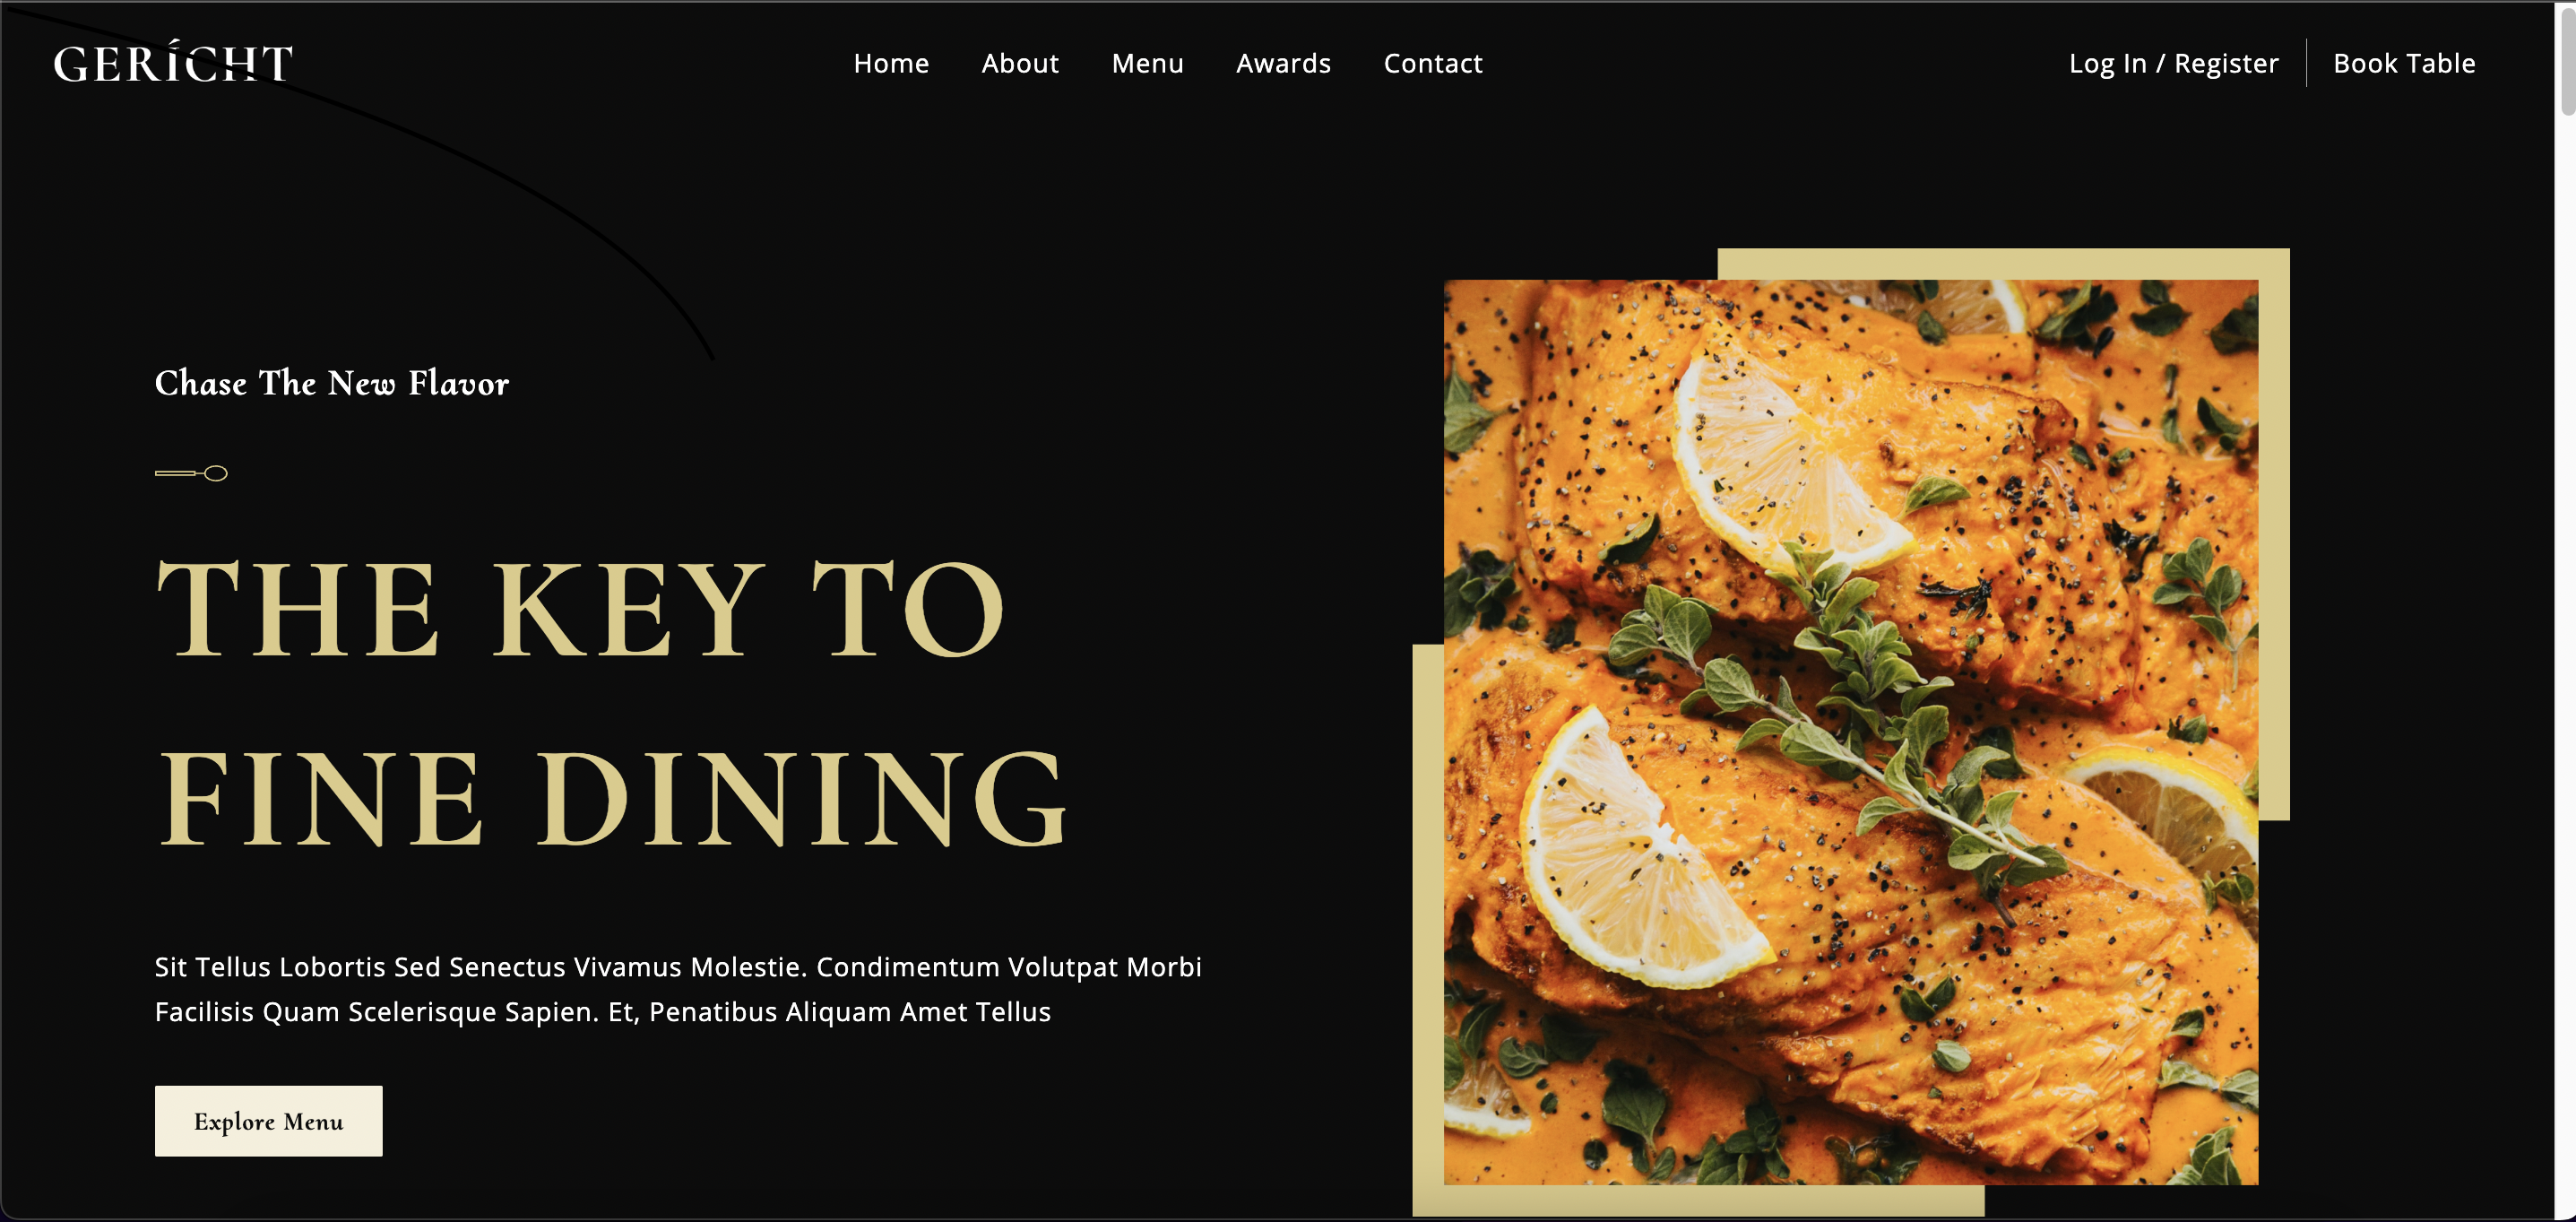 GERÍCHT
Home About Menu Awards Contact
Log In / Register Book Table
Chase The New Flavor
THE KEY TO
FINE DINING
Sit Tellus Lobortis Sed Senectus Vivamus Molestie. Condimentum Volutpat Morbi
Facilisis Quam Scelerisque Sapien. Et, Penatibus Aliquam Amet Tellus
Explore Menu